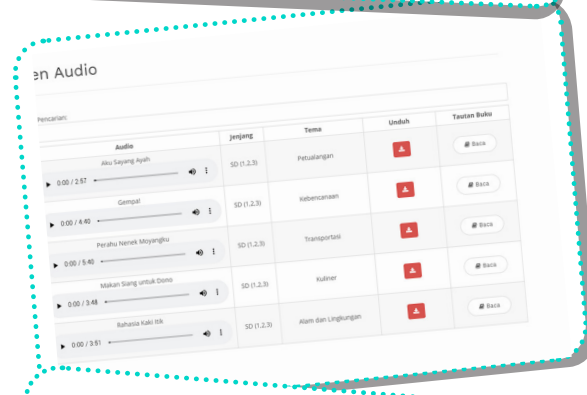 en Audio
Pencarian:
Audio Jenjang Tema Unduh Tautan Buku
Aku Sayang Ayah
0:00 / 2:57 SD (1,2,3) Petualangan Baca
Gempa!
0:00 / 4:40 SD (1,2,3) Kebencanaan Baca
Perahu Nenek Moyangku
0:00 / 5:40 SD (1,2,3) Transportasi Baca
Makan Siang untuk Dono
0:00 / 3:48 SD (1,2,3) Kuliner Baca
Rahasia Kaki Itik
0:00 / 3:51 SD (1,2,3) Alam dan Lingkungan Baca